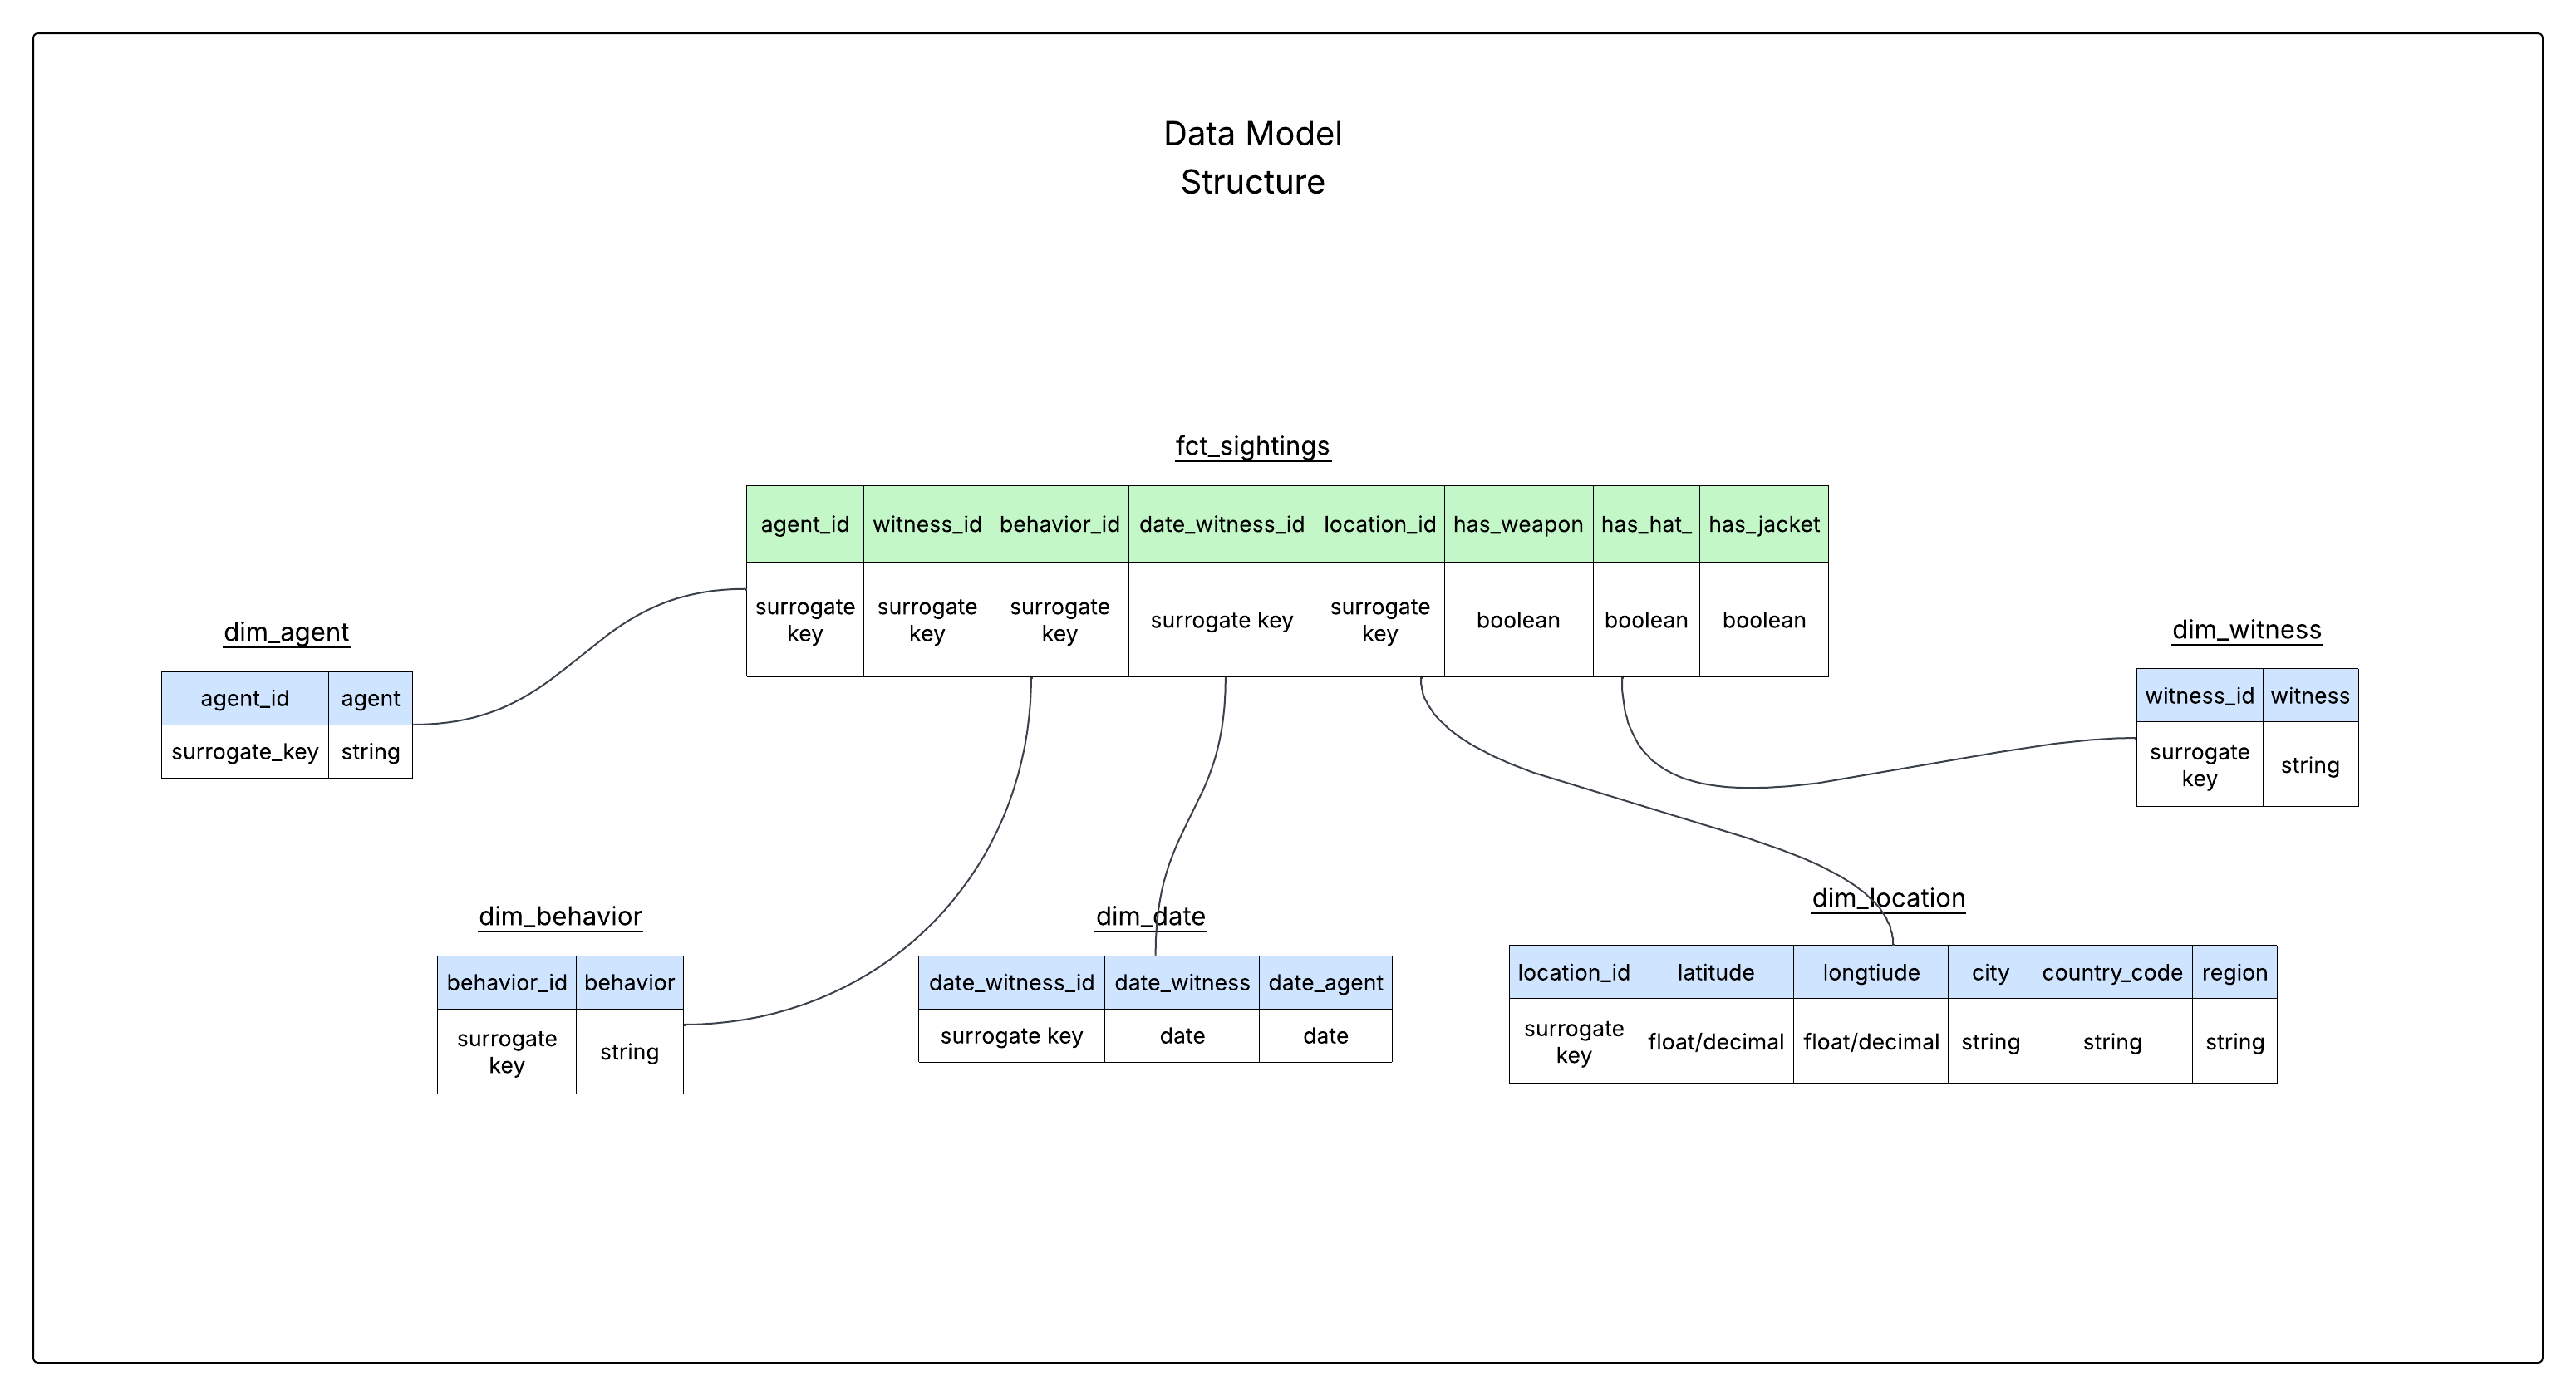 Data Model
Structure
fct_sightings
agent_id witness_id behavior_id date_witness_id location_id has_weapon has_hat_ has_jacket
surrogate key surrogate key surrogate key surrogate key surrogate key boolean boolean boolean
dim_agent
agent_id agent
surrogate_key string
dim_witness
witness_id witness
surrogate key string
dim_behavior
behavior_id behavior
surrogate key string
dim_date
date_witness_id date_witness date_agent
surrogate key date date
dim_location
location_id latitude longtiude city country_code region
surrogate key float/decimal float/decimal string string string